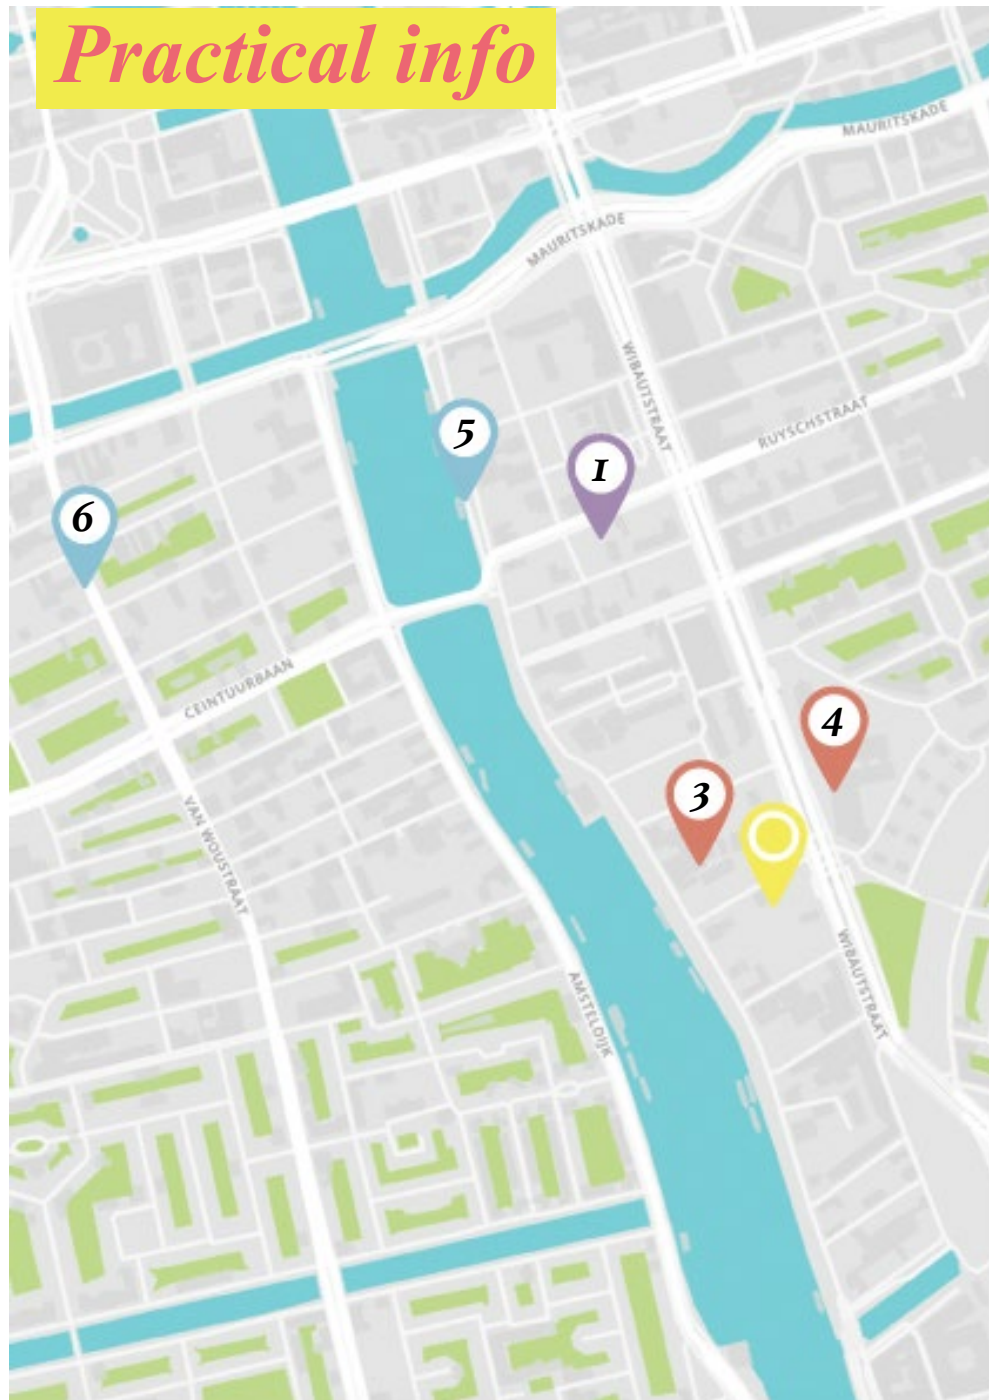 Practical info
MAURITSKADE
MAURITSKADE
WIBAUTSTRAAT
RUYSCHSTRAAT
5
1
6
CEINTUURBAAN
4
3
VAN WOUSTRAAT
WIBAUTSTRAAT
AMSTELDIJK